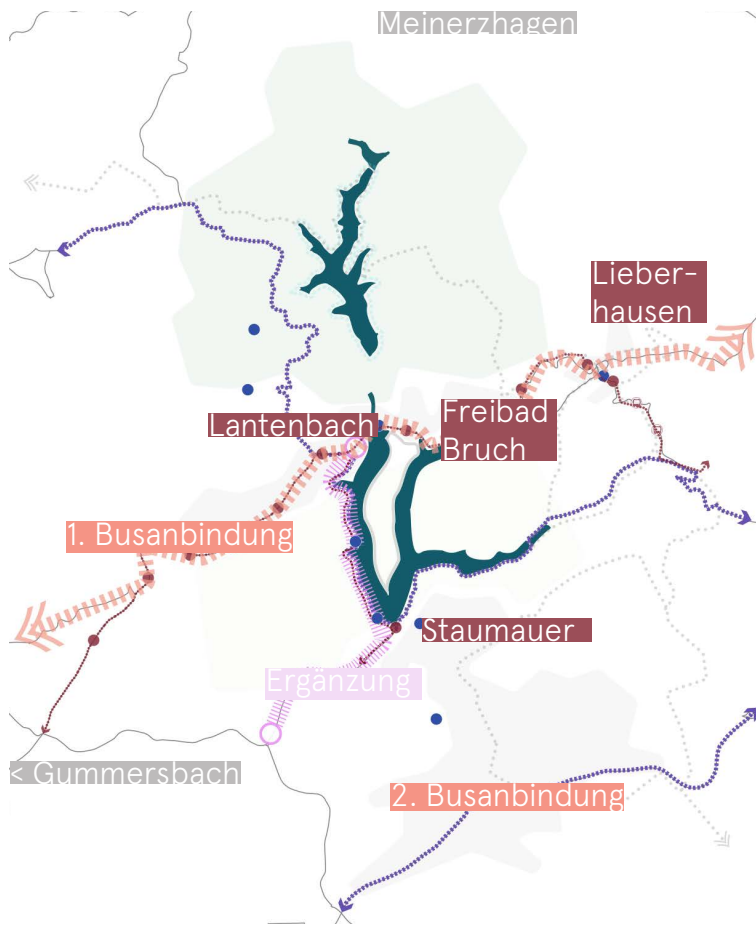 Meinerzhagen
Lieber-
hausen
Lantenbach
Freibad
Bruch
1. Busanbindung
Staumauer
Ergänzung
< Gummersbach
2. Busanbindung